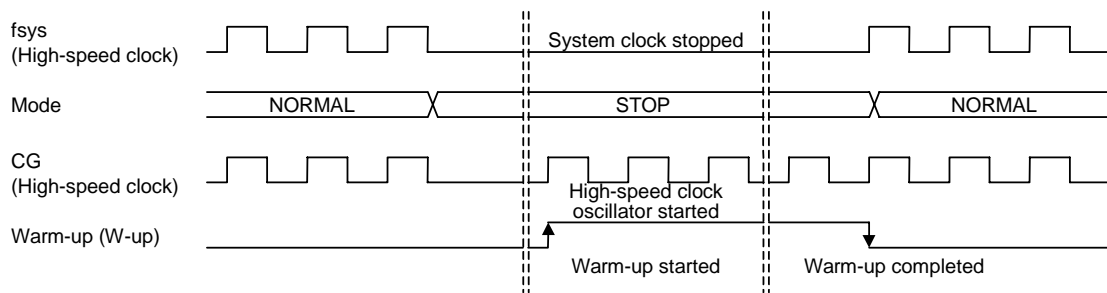 fsys
(High-speed clock)
System clock stopped
Mode
NORMAL
STOP
NORMAL
CG
(High-speed clock)
High-speed clock
oscillator started
Warm-up (W-up)
Warm-up started
Warm-up completed